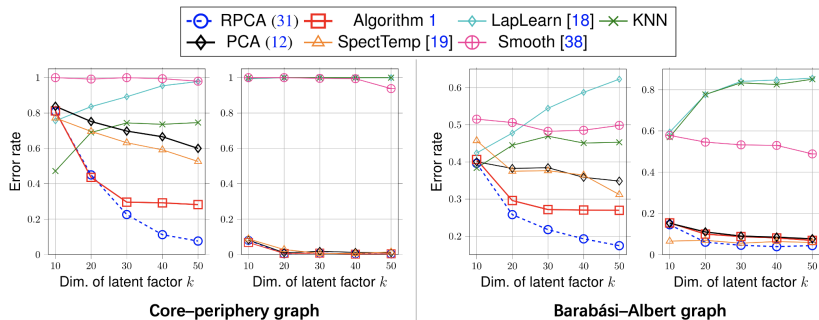 RPCA (31) Algorithm 1 LapLearn [18] KNN
PCA (12) SpectTemp [19] Smooth [38]
Error rate
1
0.8
0.6
0.4
0.2
0
10 20 30 40 50
Dim. of latent factor k
1
0.8
0.6
0.4
0.2
0
10 20 30 40 50
Dim. of latent factor k
Core–periphery graph
Error rate
0.6
0.5
0.4
0.3
0.2
10 20 30 40 50
Dim. of latent factor k
0.8
0.6
0.4
0.2
0
10 20 30 40 50
Dim. of latent factor k
Barabási–Albert graph